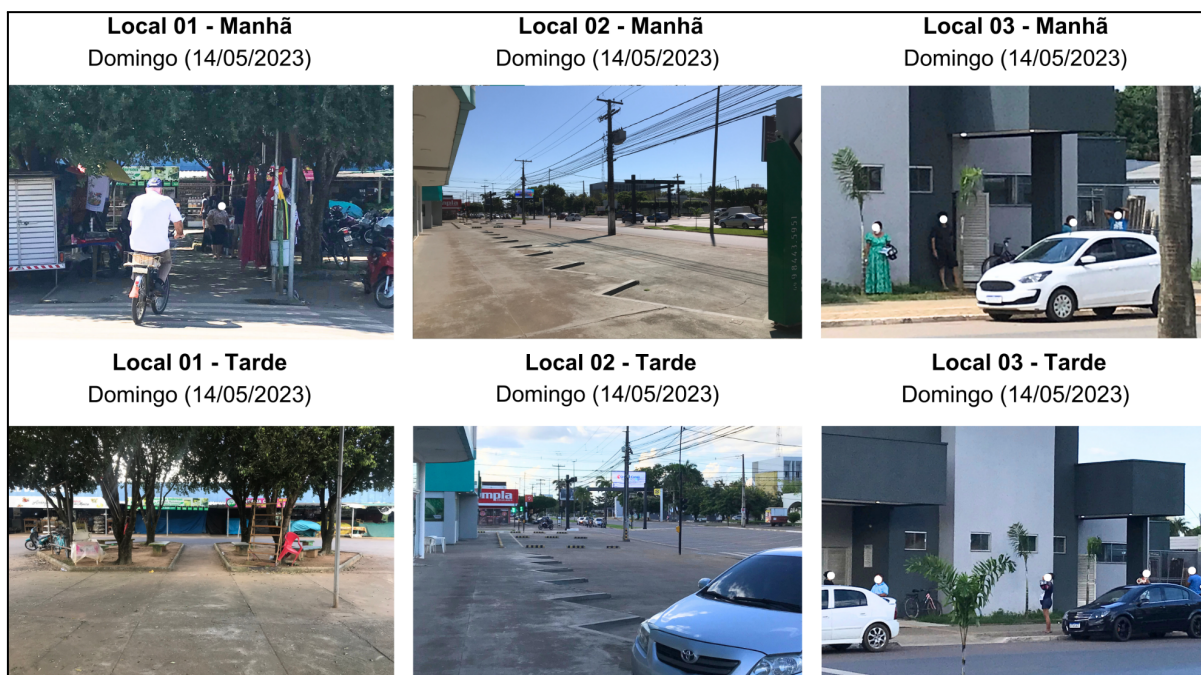 Local 01 - Manhã
Domingo (14/05/2023)
Local 02 - Manhã
Domingo (14/05/2023)
Local 03 - Manhã
Domingo (14/05/2023)
Local 01 - Tarde
Domingo (14/05/2023)
Local 02 - Tarde
Domingo (14/05/2023)
mpla
Local 03 - Tarde
Domingo (14/05/2023)